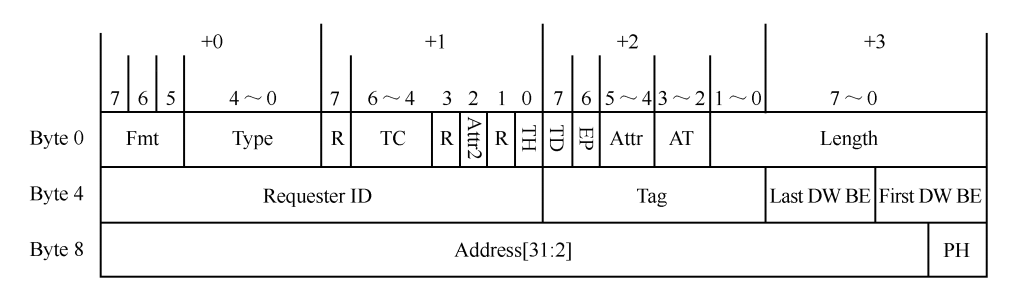 +0 +1 +2 +3
7 6 5 4～0 7 6～4 3 2 1 0 7 6 5～4 3～2 1～0 7～0
Byte 0 Fmt Type R TC R Attr2 R TH TD EP Attr AT Length
Byte 4 Requester ID Tag Last DW BE First DW BE
Byte 8 Address[31:2] PH